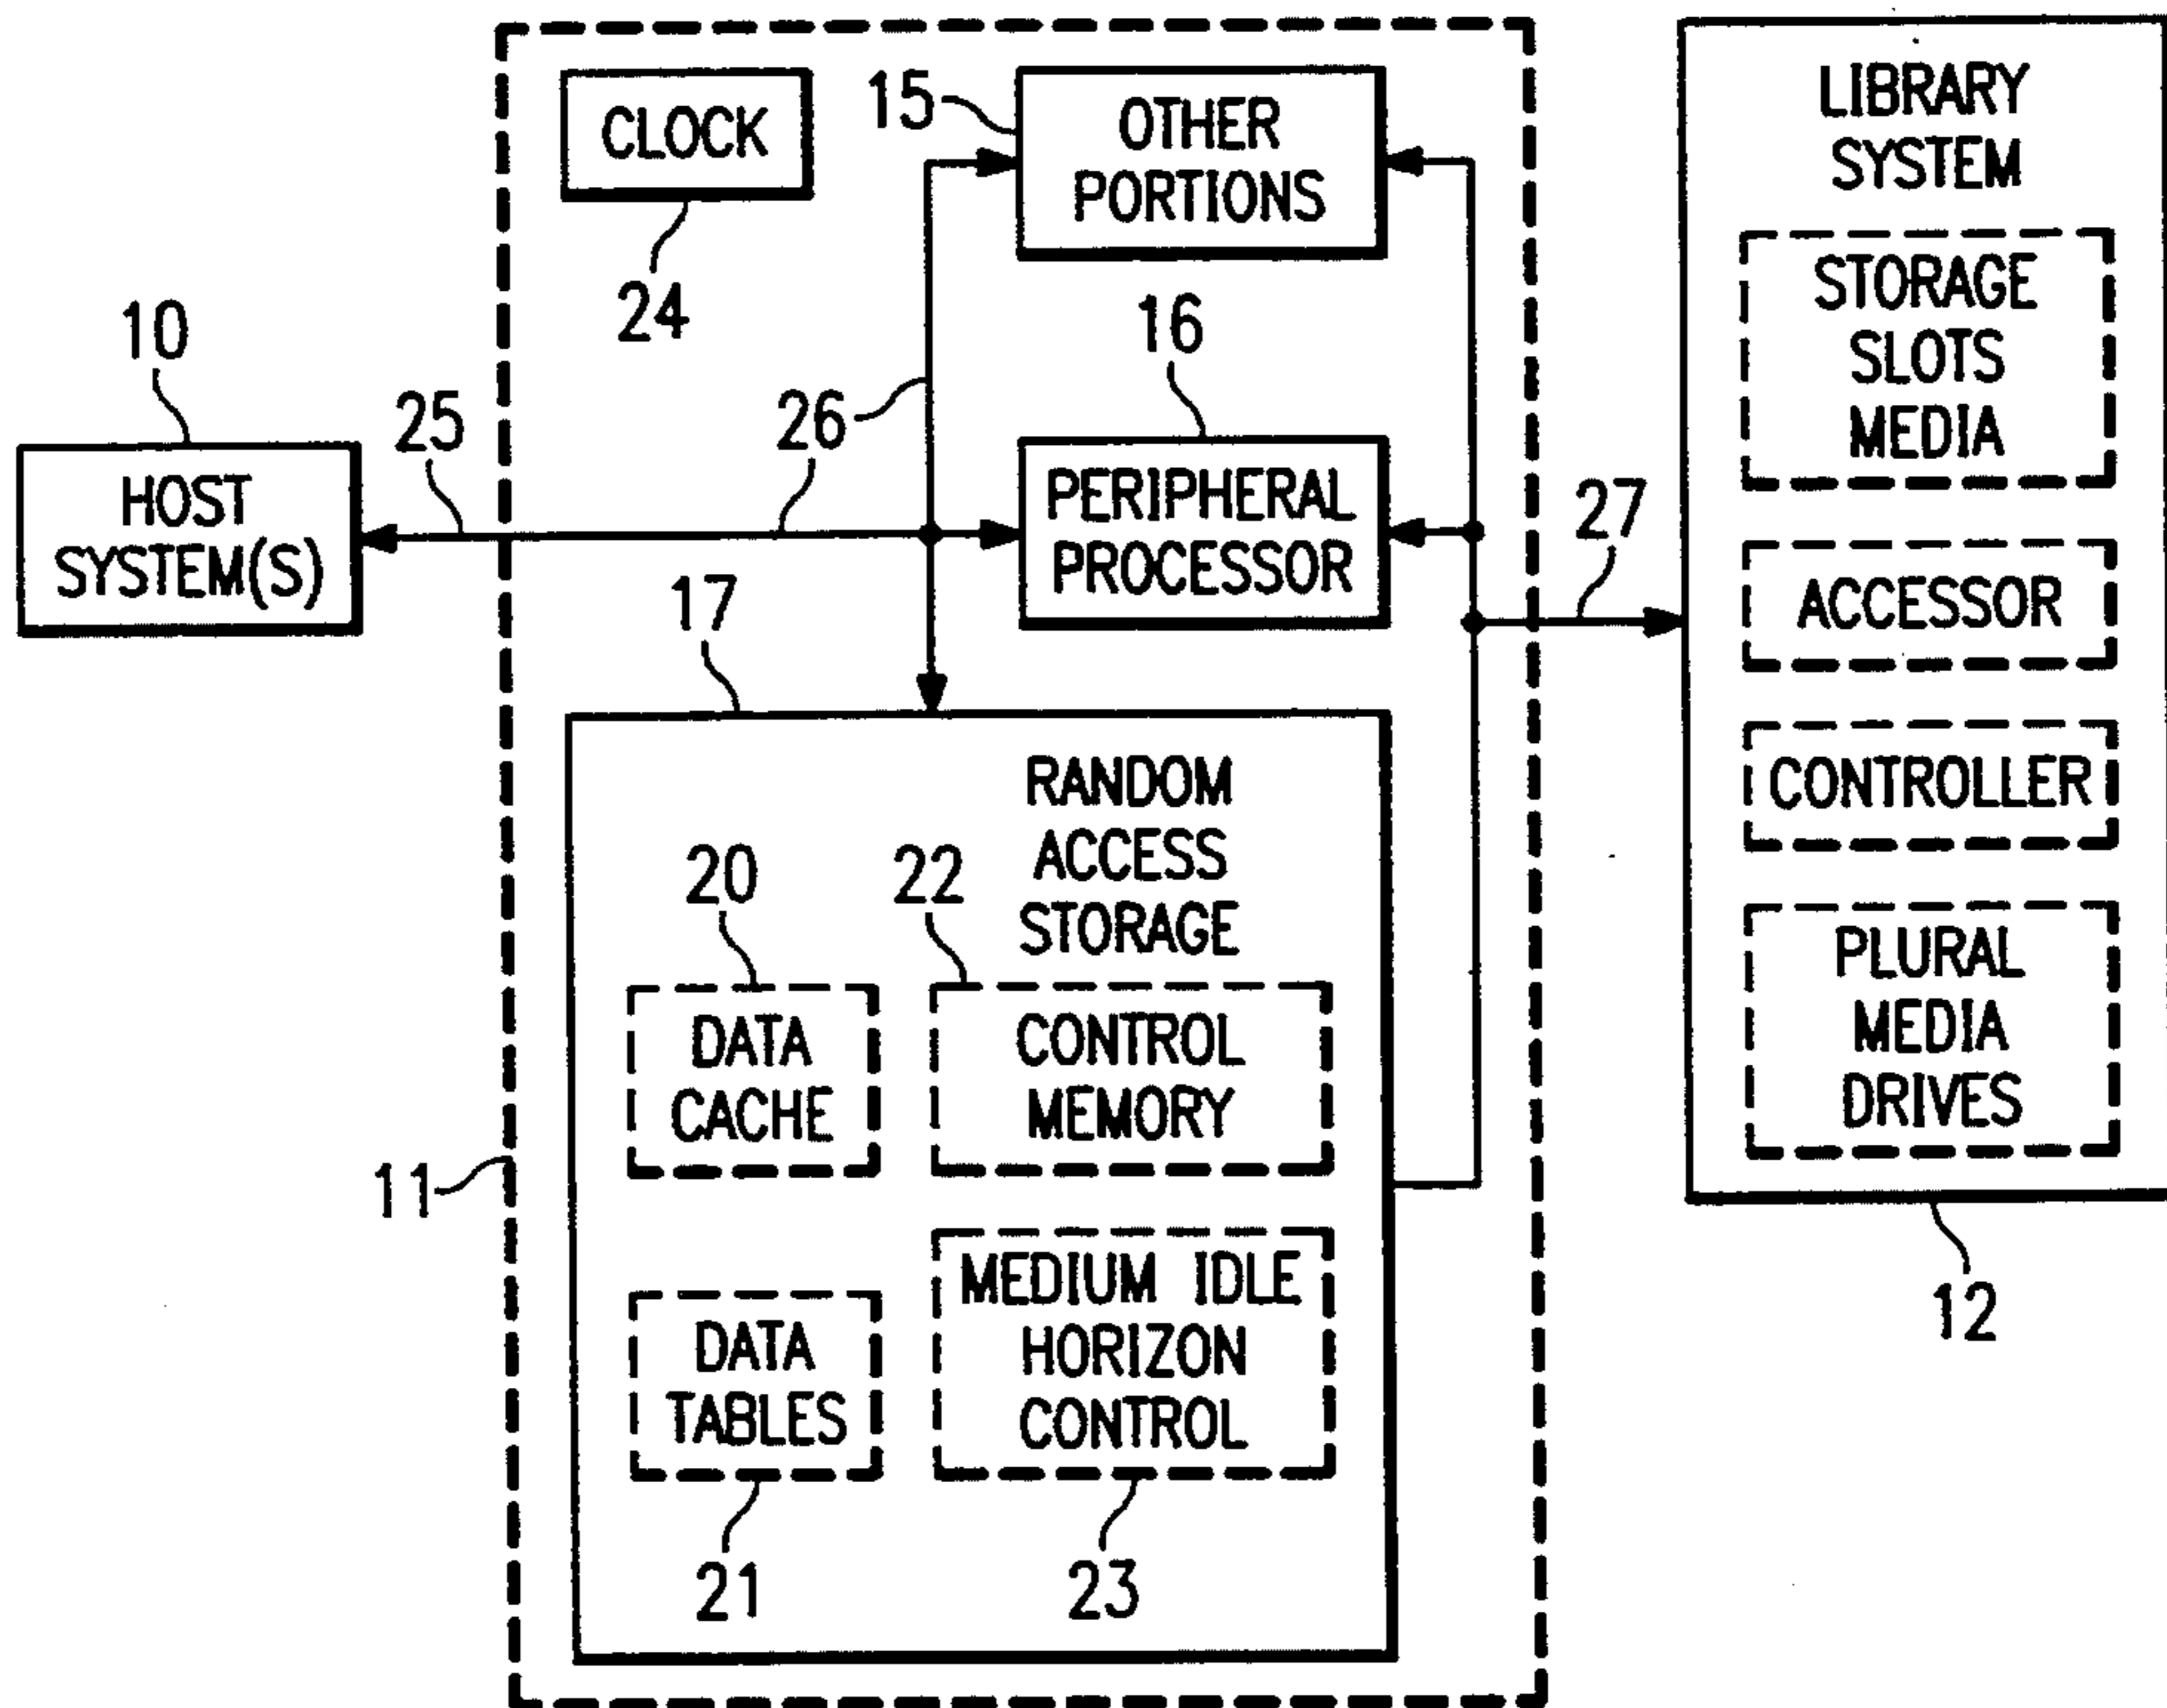 CLOCK
24
15
OTHER
PORTIONS
10
HOST
SYSTEM(S)
25
26
16
PERIPHERAL
PROCESSOR
27
17
RANDOM
ACCESS
STORAGE
20
DATA
CACHE
22
CONTROL
MEMORY
11
DATA
TABLES
21
MEDIUM IDLE
HORIZON
CONTROL
23
LIBRARY
SYSTEM
STORAGE
SLOTS
MEDIA
ACCESSOR
CONTROLLER
PLURAL
MEDIA
DRIVES
12